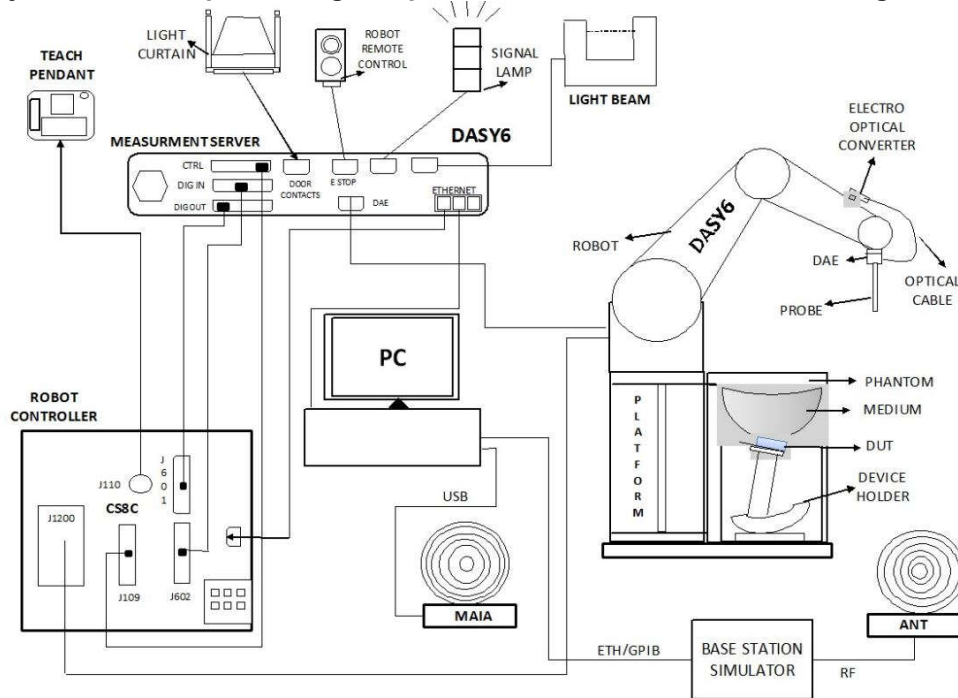 LIGHT
CURTAIN
ROBOT
REMOTE
CONTROL
SIGNAL
LAMP
LIGHT BEAM
TEACH
PENDANT
ELECTRO
OPTICAL
CONVERTER
MEASURMENT SERVER
DASY6
CTRL
DIG IN
DIG OUT
DOOR
CONTACTS
E STOP
DAE
ETHERNET
ROBOT
DASY6
DAE
OPTICAL
CABLE
PROBE
PC
PLATFORM
PHANTOM
MEDIUM
DUT
DEVICE
HOLDER
ROBOT
CONTROLLER
J110
J601
CS8C
J1200
J109
J602
USB
MAIA
ETH/GPIB
BASE STATION
SIMULATOR
RF
ANT